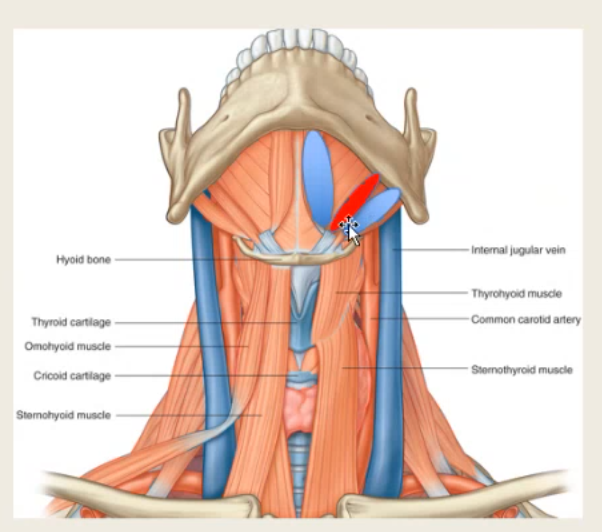 Internal jugular vein
Hyoid bone
Thyrohyoid muscle
Common carotid artery
Thyroid cartilage
Omohyoid muscle
Sternothyroid muscle
Cricoid cartilage
Sternohyoid muscle